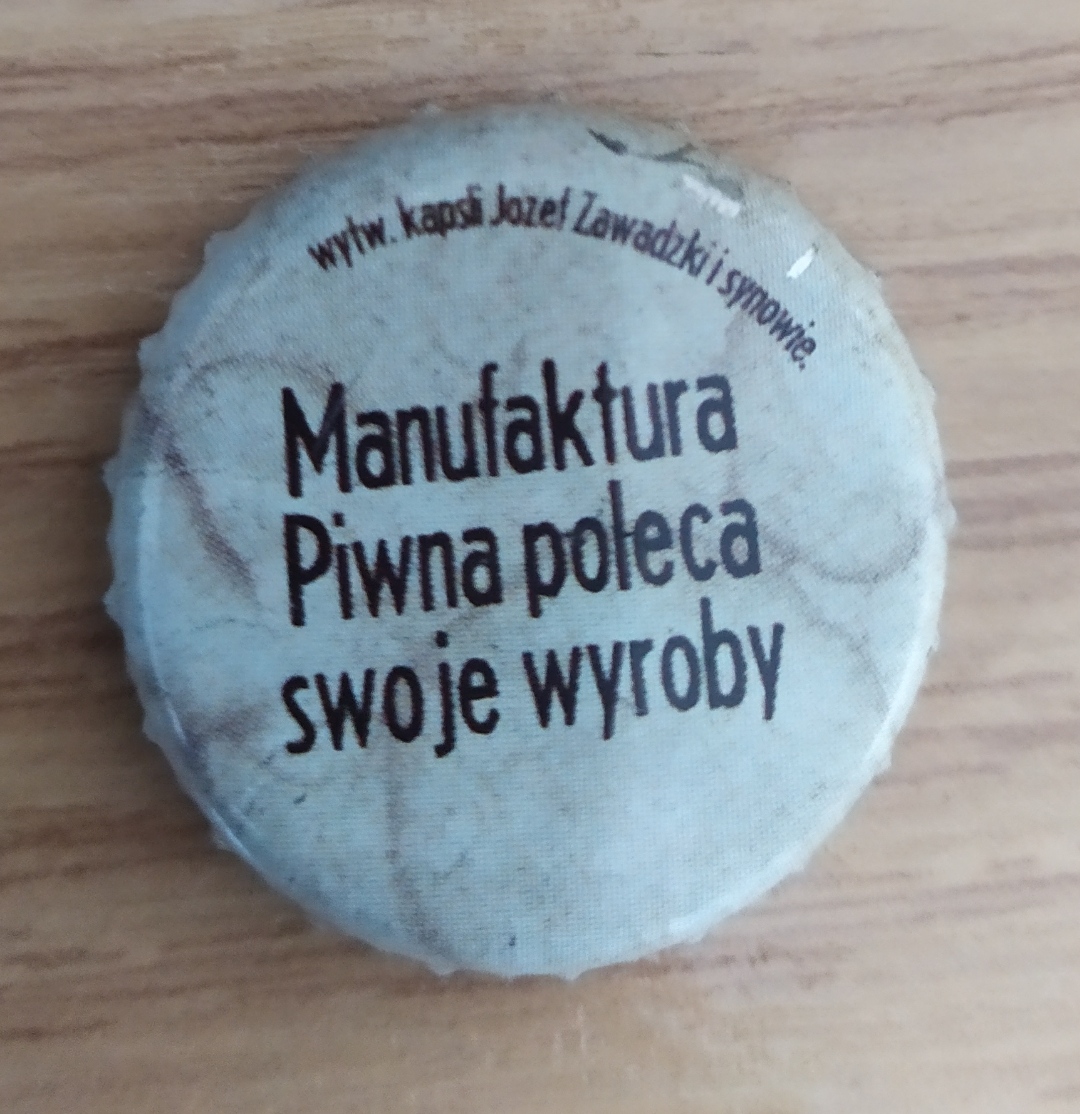 wytw. kapsli Jozef Zawadzki i synowie.
Manufaktura
Piwna poleca
swoje wyroby